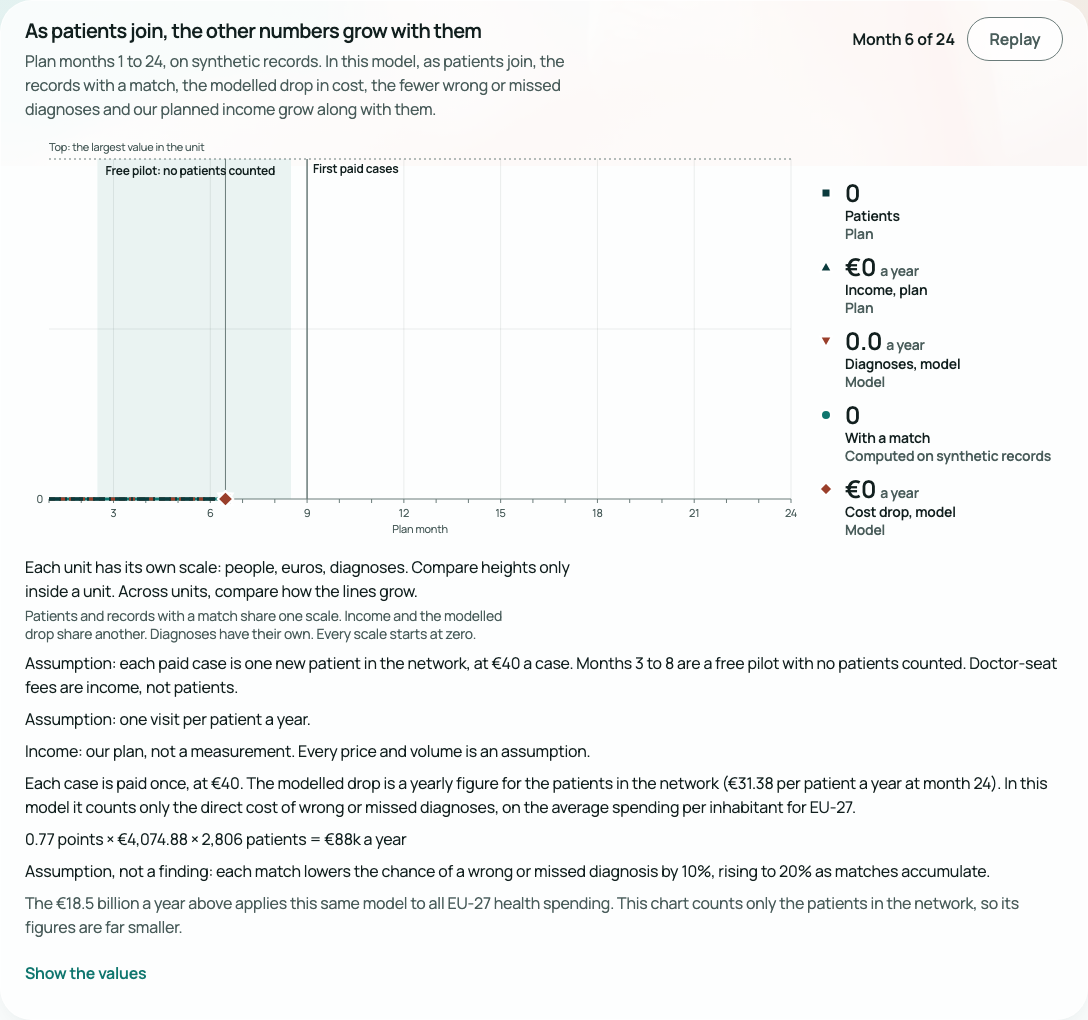 As patients join, the other numbers grow with them
Month 6 of 24
Replay
Plan months 1 to 24, on synthetic records. In this model, as patients join, the
records with a match, the modelled drop in cost, the fewer wrong or missed
diagnoses and our planned income grow along with them.
Top: the largest value in the unit
Free pilot: no patients counted
First paid cases
0
3
6
9
12
15
18
21
24
Plan month
0
Patients
Plan
€0 a year
Income, plan
Plan
0.0 a year
Diagnoses, model
Model
0
With a match
Computed on synthetic records
€0 a year
Cost drop, model
Model
Each unit has its own scale: people, euros, diagnoses. Compare heights only
inside a unit. Across units, compare how the lines grow.
Patients and records with a match share one scale. Income and the modelled
drop share another. Diagnoses have their own. Every scale starts at zero.
Assumption: each paid case is one new patient in the network, at €40 a case. Months 3 to 8 are a free pilot with no patients counted. Doctor-seat
fees are income, not patients.
Assumption: one visit per patient a year.
Income: our plan, not a measurement. Every price and volume is an assumption.
Each case is paid once, at €40. The modelled drop is a yearly figure for the patients in the network (€31.38 per patient a year at month 24). In this
model it counts only the direct cost of wrong or missed diagnoses, on the average spending per inhabitant for EU-27.
0.77 points × €4,074.88 × 2,806 patients = €88k a year
Assumption, not a finding: each match lowers the chance of a wrong or missed diagnosis by 10%, rising to 20% as matches accumulate.
The €18.5 billion a year above applies this same model to all EU-27 health spending. This chart counts only the patients in the network, so its
figures are far smaller.
Show the values